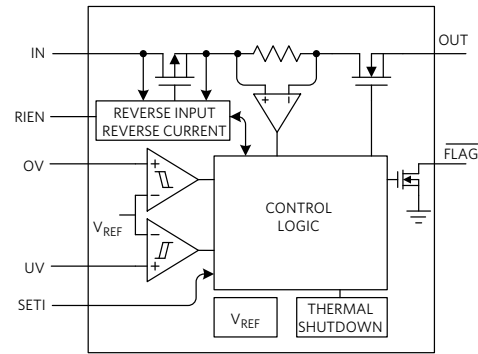 IN
OUT
RIEN
REVERSE INPUT
REVERSE CURRENT
+ −
OV
+
−
FLAG
VREF
CONTROL
LOGIC
−
+
UV
SETI
VREF
THERMAL
SHUTDOWN